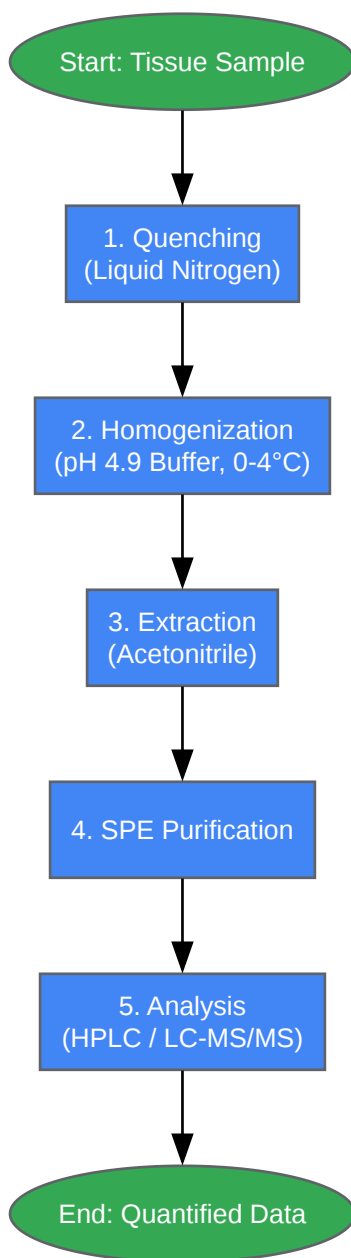 Start: Tissue Sample
1. Quenching
(Liquid Nitrogen)
2. Homogenization
(pH 4.9 Buffer, 0-4°C)
3. Extraction
(Acetonitrile)
4. SPE Purification
5. Analysis
(HPLC / LC-MS/MS)
End: Quantified Data